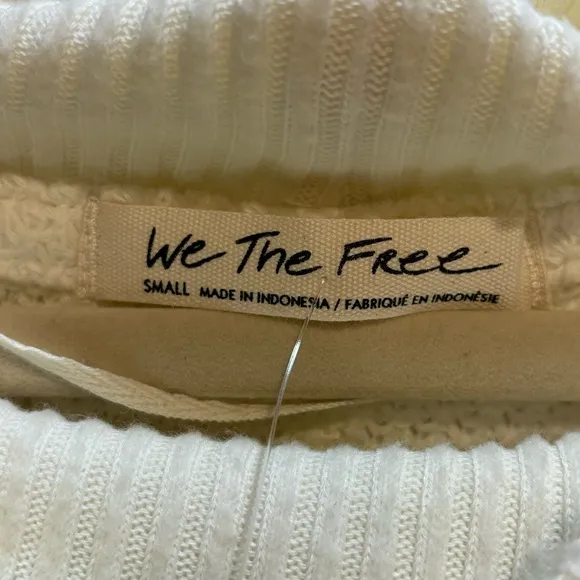 We The Free
SMALL MADE IN INDONESIA / FABRIQUÉ EN INDONÉSIE